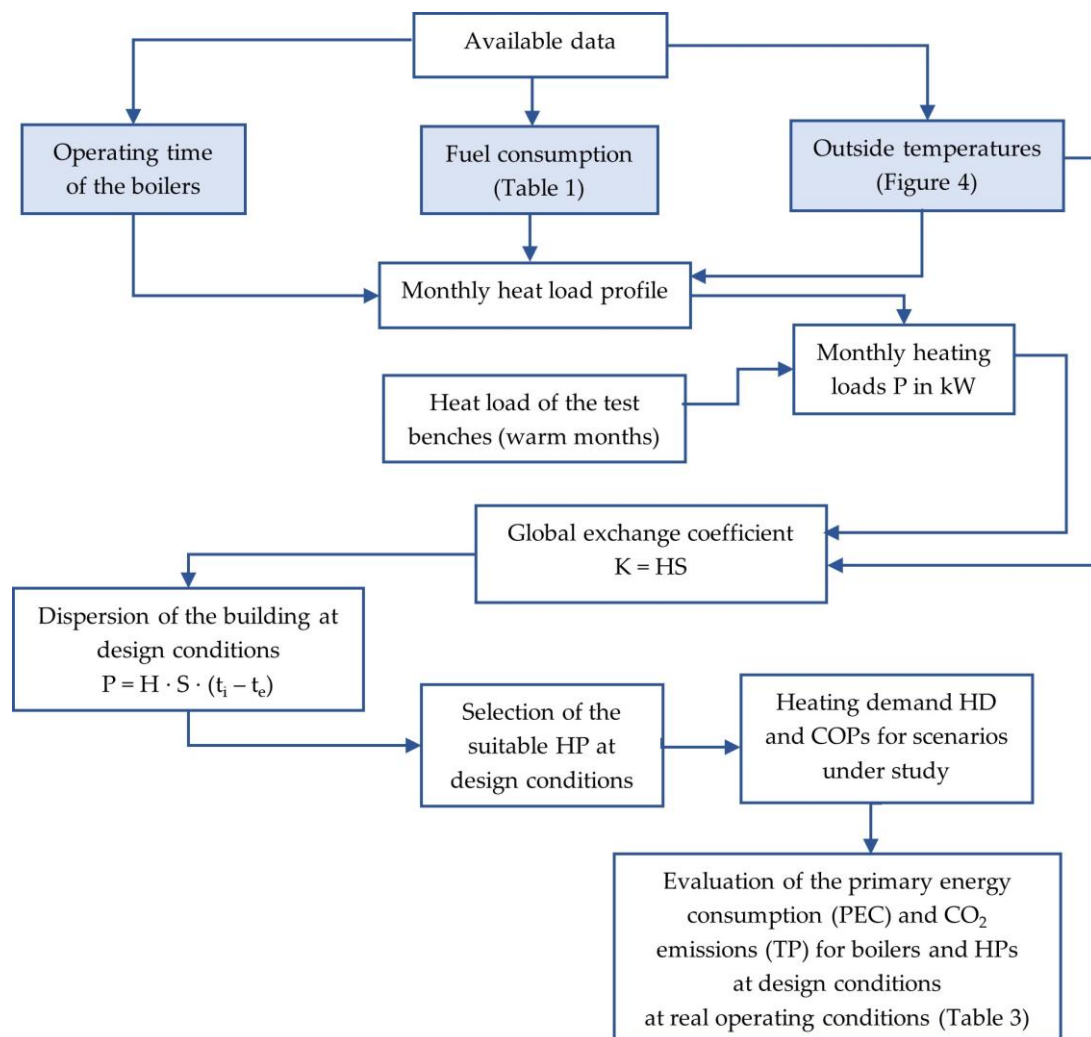 Available data
Operating time
of the boilers
Fuel consumption
(Table 1)
Outside temperatures
(Figure 4)
Monthly heat load profile
Monthly heating
loads P in kW
Heat load of the test
benches (warm months)
Global exchange coefficient
K = HS
Dispersion of the building at
design conditions
P = H · S · (tᵢ – tₑ)
Selection of the
suitable HP at
design conditions
Heating demand HD
and COPs for scenarios
under study
Evaluation of the primary energy
consumption (PEC) and CO₂
emissions (TP) for boilers and HPs
at design conditions
at real operating conditions (Table 3)